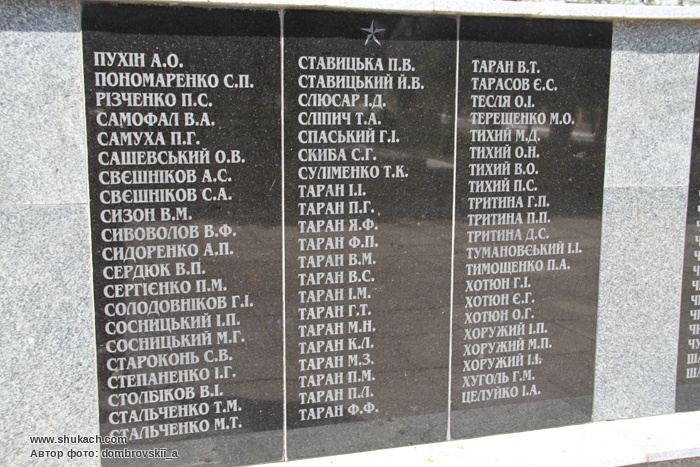 ПУХІН А.О.
ПОНОМАРЕНКО С.П.
РІЗЧЕНКО П.С.
САМОФАЛ В.А.
САМУХА П.Г.
САШЕВСЬКИЙ О.В.
СВЄШНІКОВ А.С.
СВЄШНИКОВ С.А.
СИЗОН В.М.
СИВОВОЛОВ В.Ф.
СИДОРЕНКО А.П.
СЕРДЮК В.П.
СЕРГІЄНКО П.М.
СОЛОДОВНІКОВ Г.І.
СОСНИЦЬКИЙ І.П.
СОСНИЦЬКИЙ М.Г.
СТАРОКОНЬ С.В.
СТЕПАНЕНКО І.Г.
СТОЛБІКОВ В.І.
СТАЛЬЧЕНКО Т.М.
СТАЛЬЧЕНКО М.Т.
СТАВИЦЬКА П.В.
СТАВИЦЬКИЙ Й.В.
СЛЮСАР І.Д.
СЛІПИЧ Т.А.
СПАСЬКИЙ Г.І.
СКИБА С.Г.
СУЛІМЕНКО Т.К.
ТАРАН І.І.
ТАРАН П.Г.
ТАРАН Я.Ф.
ТАРАН Ф.П.
ТАРАН В.М.
ТАРАН В.С.
ТАРАН І.М.
ТАРАН Г.Т.
ТАРАН М.Н.
ТАРАН К.Л.
ТАРАН М.З.
ТАРАН П.М.
ТАРАН П.Л.
ТАРАН Ф.Ф.
ТАРАН В.Т.
ТАРАСОВ Є.С.
ТЕСЛЯ О.І.
ТЕРЕЩЕНКО М.О.
ТИХИЙ М.Д.
ТИХИЙ О.Н.
ТИХИЙ В.О.
ТИХИЙ П.С.
ТРИТИНА Г.П.
ТРИТИНА П.П.
ТРИТИНА Д.С.
ТУМАНОВЄЬКИЙ І.І.
ТИМОЩЕНКО П.А.
ХОТЮН Г.І.
ХОТЮН Є.Г.
ХОТЮН О.Г.
ХОРУЖИЙ І.П.
ХОРУЖИЙ М.П.
ХОРУЖИЙ І.І.
ХУГОЛЬ Г.М.
ЦЕЛУЙКО І.А.
www.shukach.com
Автор фото: dombrovskii_a